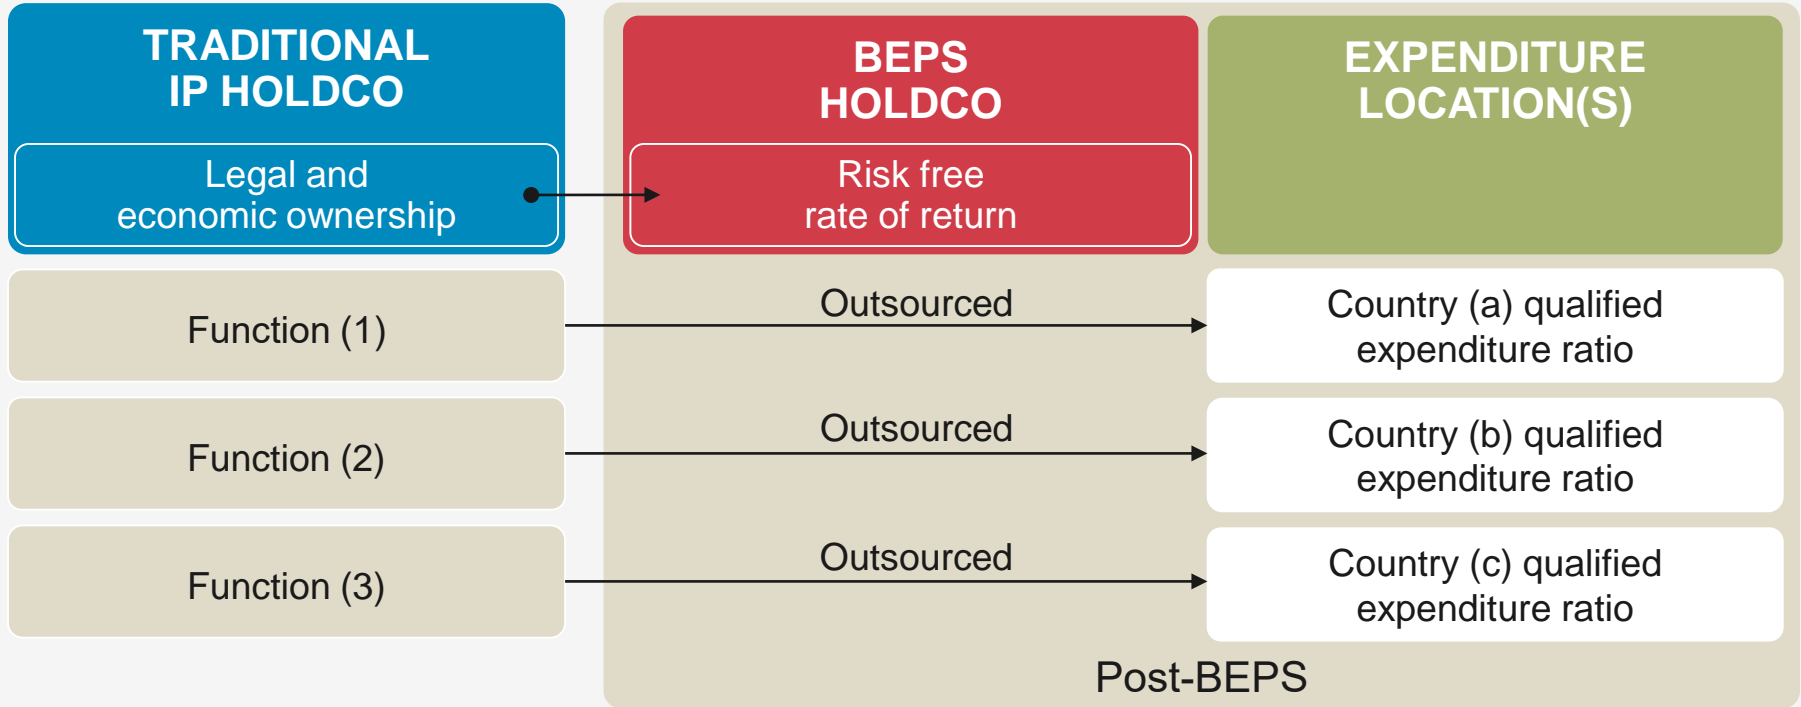 TRADITIONAL
IP HOLDCO
Legal and
economic ownership
BEPS
HOLDCO
Risk free
rate of return
EXPENDITURE
LOCATION(S)
Function (1)
Outsourced
Country (a) qualified
expenditure ratio
Function (2)
Outsourced
Country (b) qualified
expenditure ratio
Function (3)
Outsourced
Country (c) qualified
expenditure ratio
Post-BEPS